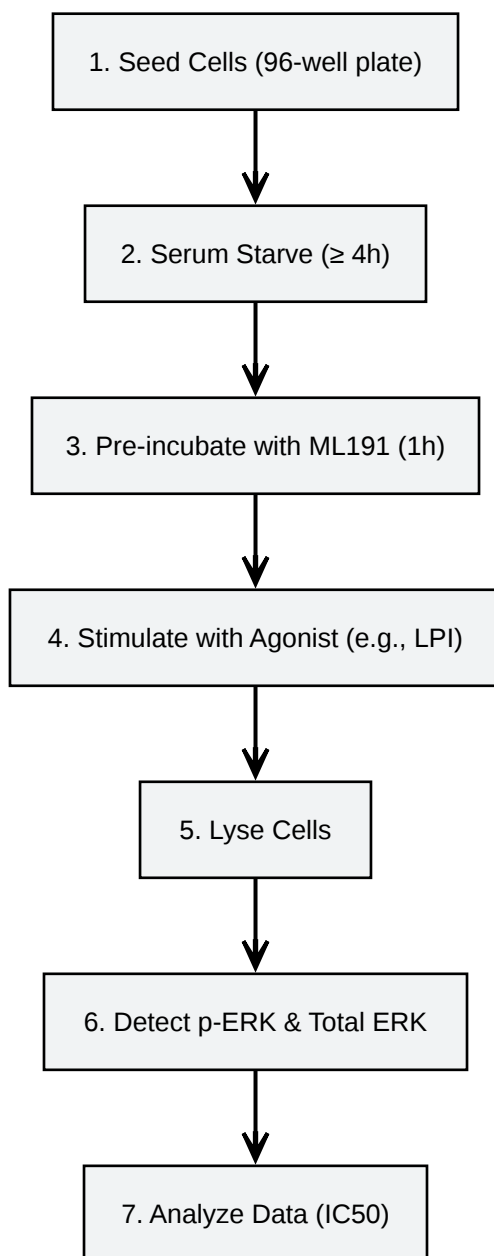 1. Seed Cells (96-well plate)
2. Serum Starve (≥ 4h)
3. Pre-incubate with ML191 (1h)
4. Stimulate with Agonist (e.g., LPI)
5. Lyse Cells
6. Detect p-ERK & Total ERK
7. Analyze Data (IC50)